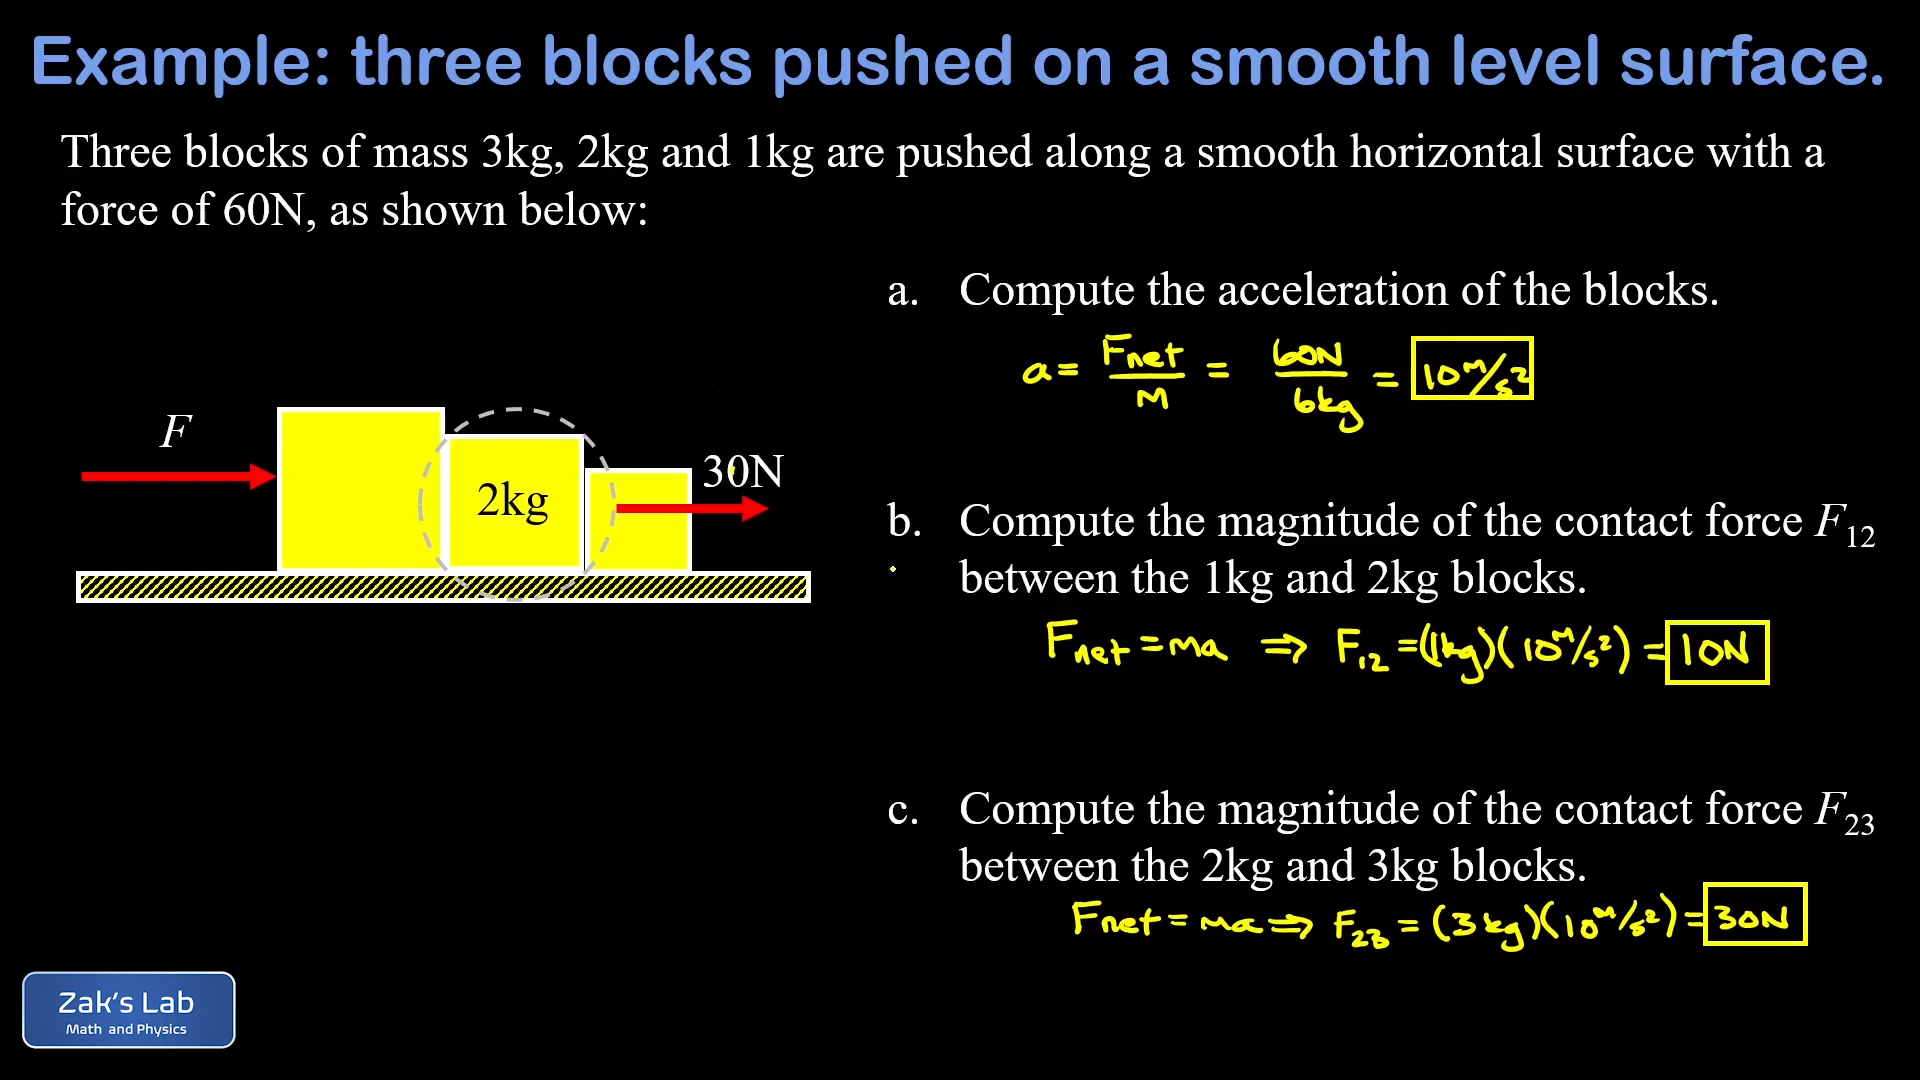 Example: three blocks pushed on a smooth level surface.
Three blocks of mass 3kg, 2kg and 1kg are pushed along a smooth horizontal surface with a
force of 60N, as shown below:
F
2kg
30N
a. Compute the acceleration of the blocks.
a = Fnet/M = 60N/6kg = 10 m/s²
b. Compute the magnitude of the contact force F₁₂
between the 1kg and 2kg blocks.
Fnet = ma ⇒ F₁₂ = (1kg)(10 m/s²) = 10N
c. Compute the magnitude of the contact force F₂₃
between the 2kg and 3kg blocks.
Fnet = ma ⇒ F₂₃ = (3kg)(10 m/s²) = 30N
Zak's Lab
Math and Physics